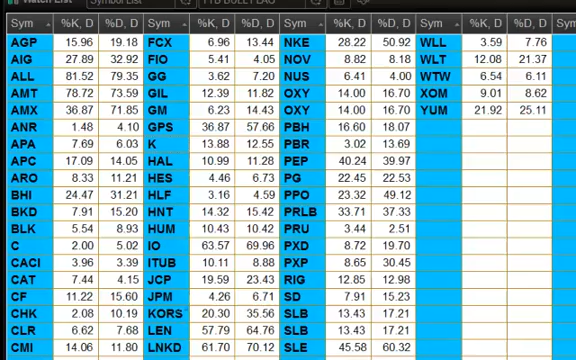 Watch List Symbol List FTD BULL FLAG
Sym %K, D %D, D Sym %K, D %D, D Sym %K, D %D, D Sym %K, D %D, D
AGP 15.96 19.18 FCX 6.96 13.44 NKE 28.22 50.92 WLL 3.59 7.76
AIG 27.89 32.92 FIO 5.41 4.05 NOV 8.82 8.18 WLT 12.08 21.37
ALL 81.52 79.35 GG 3.62 7.20 NUS 6.41 4.00 WTW 6.54 6.11
AMT 78.72 73.59 GIL 12.39 11.82 OXY 14.00 16.70 XOM 9.01 8.62
AMX 36.87 71.85 GM 6.23 14.43 OXY 14.00 16.70 YUM 21.92 25.11
ANR 1.48 4.10 GPS 36.87 57.66 PBH 16.60 18.07
APA 7.69 6.03 K 13.88 12.55 PBR 3.02 13.69
APC 17.09 14.05 HAL 10.99 11.28 PEP 40.24 39.97
ARO 8.33 11.21 HES 4.46 6.73 PG 22.45 22.53
BHI 24.47 31.21 HLF 3.16 4.59 PPO 23.32 49.12
BKD 7.91 15.20 HNT 14.32 15.42 PRLB 33.71 37.33
BLK 5.54 8.93 HUM 10.43 10.42 PRU 3.44 2.51
C 2.00 5.02 IO 63.57 69.96 PXD 8.72 19.70
CACI 3.96 3.39 ITUB 10.11 8.88 PXP 8.65 30.45
CAT 7.44 4.15 JCP 19.59 23.43 RIG 12.85 12.98
CF 11.22 15.60 JPM 4.26 6.71 SD 7.91 15.23
CHK 2.08 10.19 KORS 20.30 35.56 SLB 13.43 17.21
CLR 6.62 7.68 LEN 57.79 64.76 SLB 13.43 17.21
CMI 14.06 11.80 LNKD 61.70 70.12 SLE 45.58 60.32